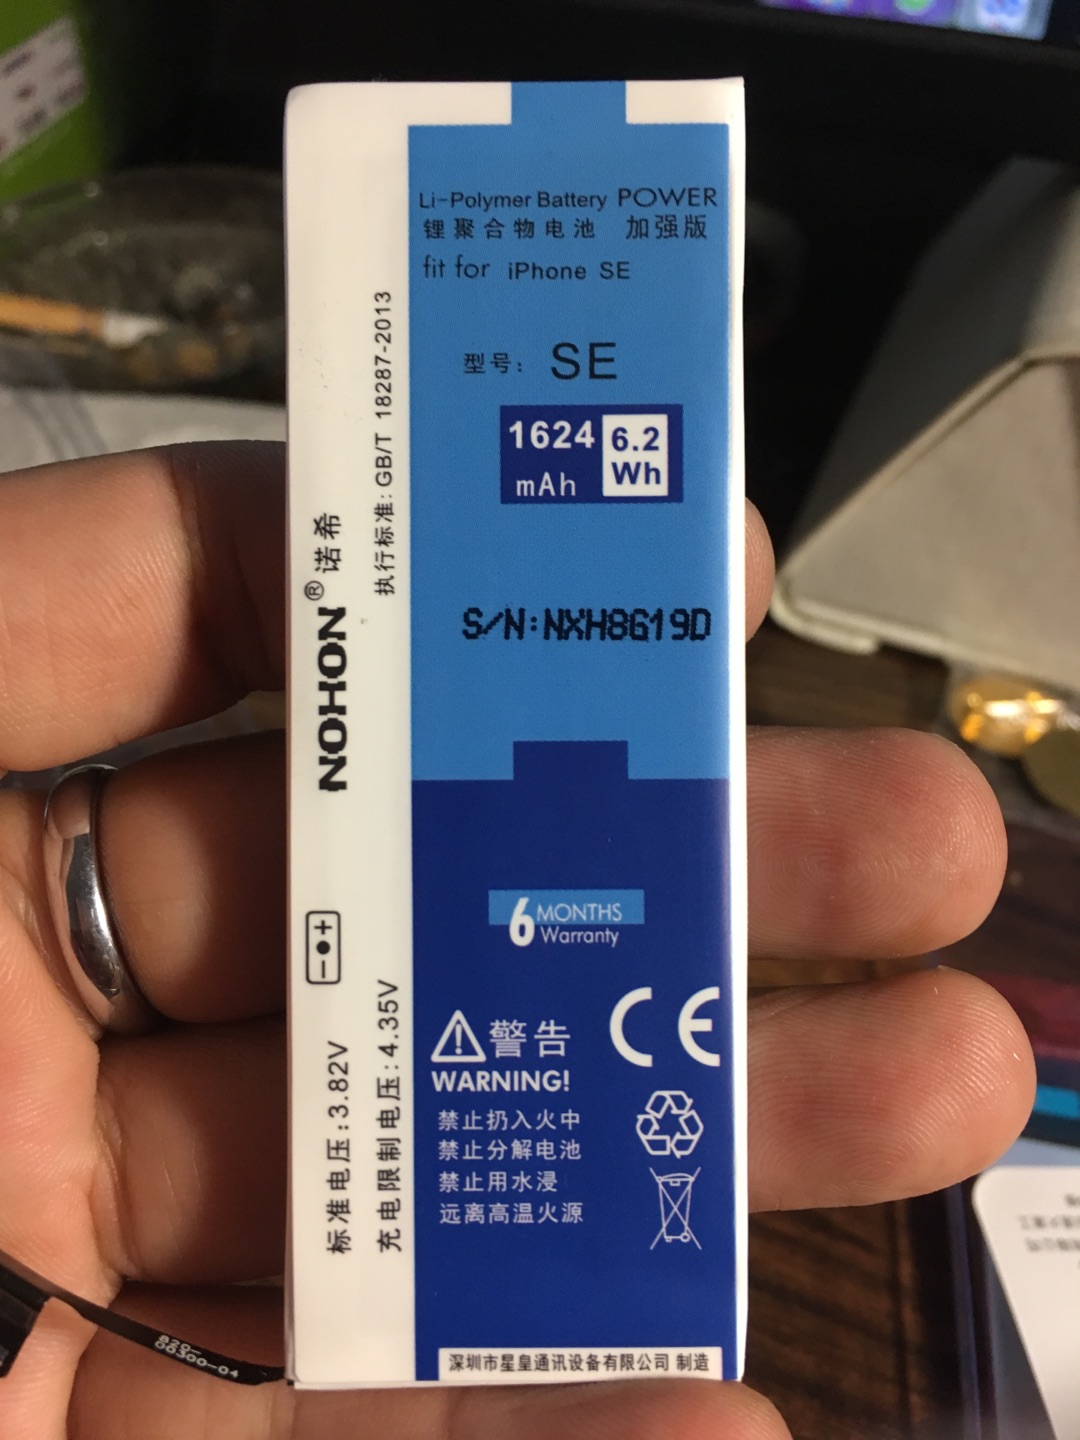 Li-Polymer Battery POWER
锂聚合物电池 加强版
fit for iPhone SE
型号: SE
1624 mAh
6.2 Wh
S/N:NXH8G19D
6 MONTHS
Warranty
CE
警告
WARNING!
禁止扔入火中
禁止分解电池
禁止用水浸
远离高温火源
深圳市星皇通讯设备有限公司 制造
NOHON® 诺希
执行标准: GB/T 18287-2013
标准电压:3.82V
充电限制电压:4.35V
820-
00300-04